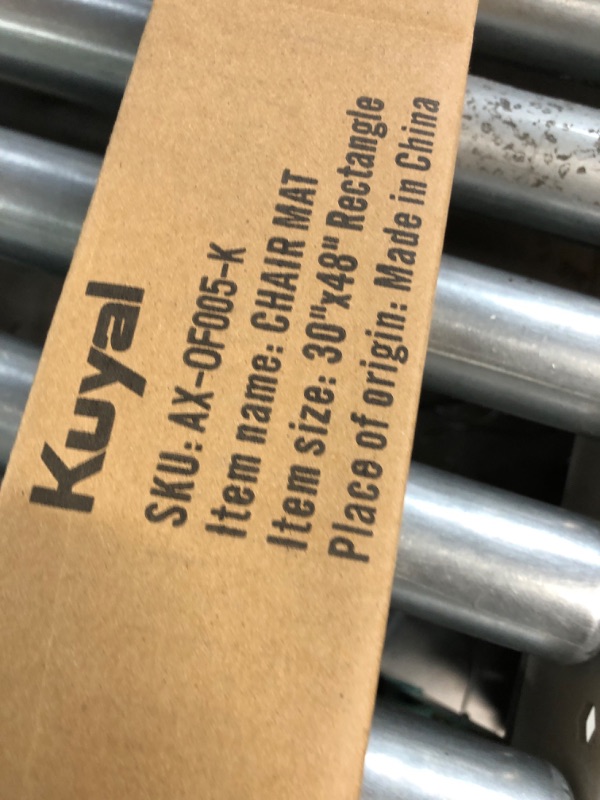 Kuyal
SKU: AX-OF005-K
Item name: CHAIR MAT
Item size: 30"x48" Rectangle
Place of origin: Made in China